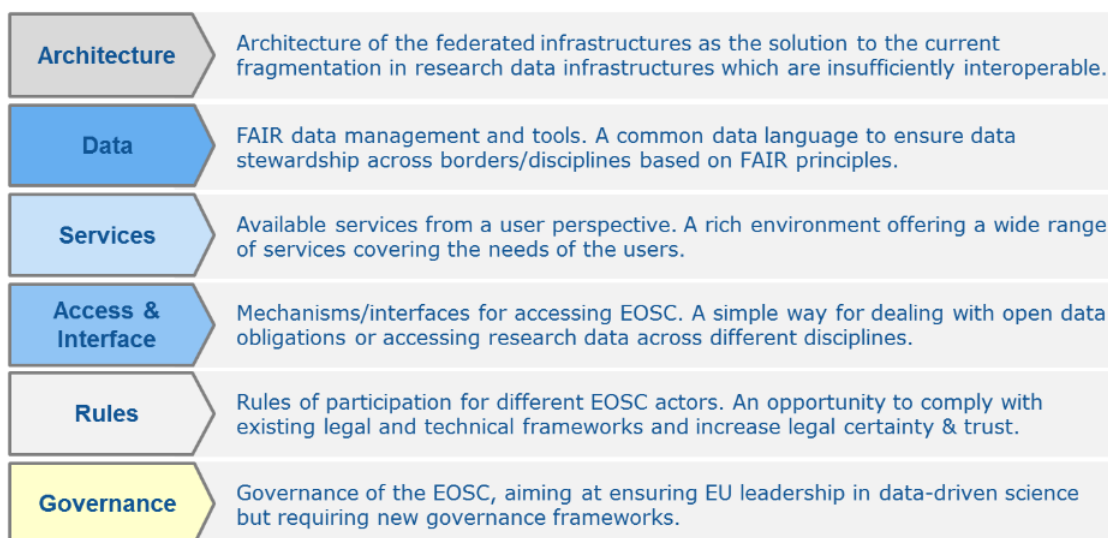 Architecture
Architecture of the federated infrastructures as the solution to the current
fragmentation in research data infrastructures which are insufficiently interoperable.
Data
FAIR data management and tools. A common data language to ensure data
stewardship across borders/disciplines based on FAIR principles.
Services
Available services from a user perspective. A rich environment offering a wide range
of services covering the needs of the users.
Access &
Interface
Mechanisms/interfaces for accessing EOSC. A simple way for dealing with open data
obligations or accessing research data across different disciplines.
Rules
Rules of participation for different EOSC actors. An opportunity to comply with
existing legal and technical frameworks and increase legal certainty & trust.
Governance
Governance of the EOSC, aiming at ensuring EU leadership in data-driven science
but requiring new governance frameworks.